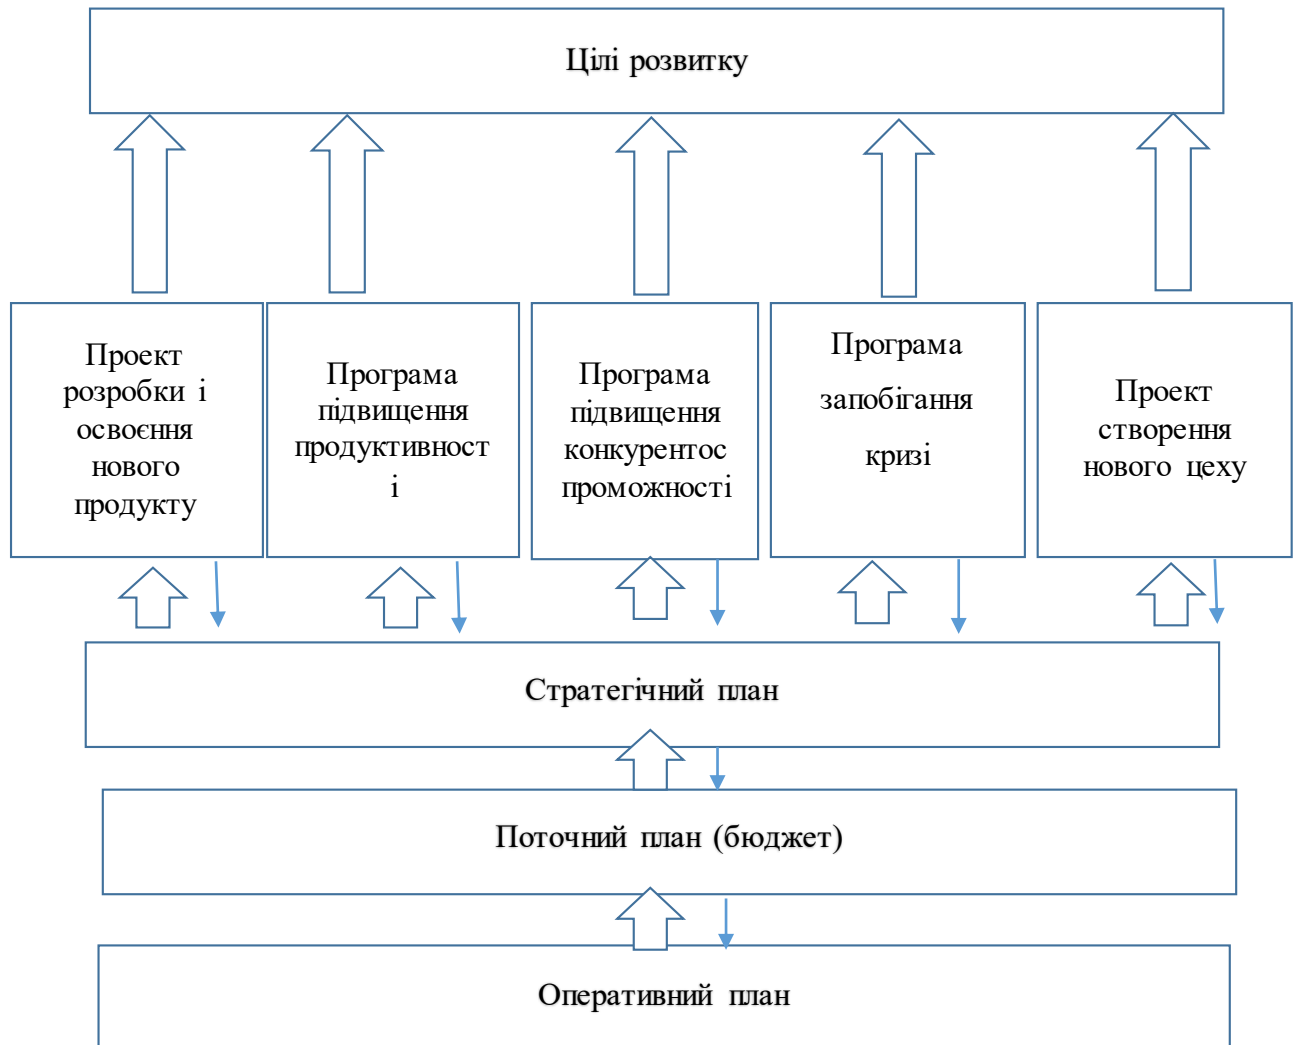 Цілі розвитку
Проект
розробки і
освоєння
нового
продукту
Програма
підвищення
продуктивност
і
Програма
підвищення
конкурентос
проможності
Програма
запобігання
кризі
Проект
створення
нового цеху
Стратегічний план
Поточний план (бюджет)
Оперативний план